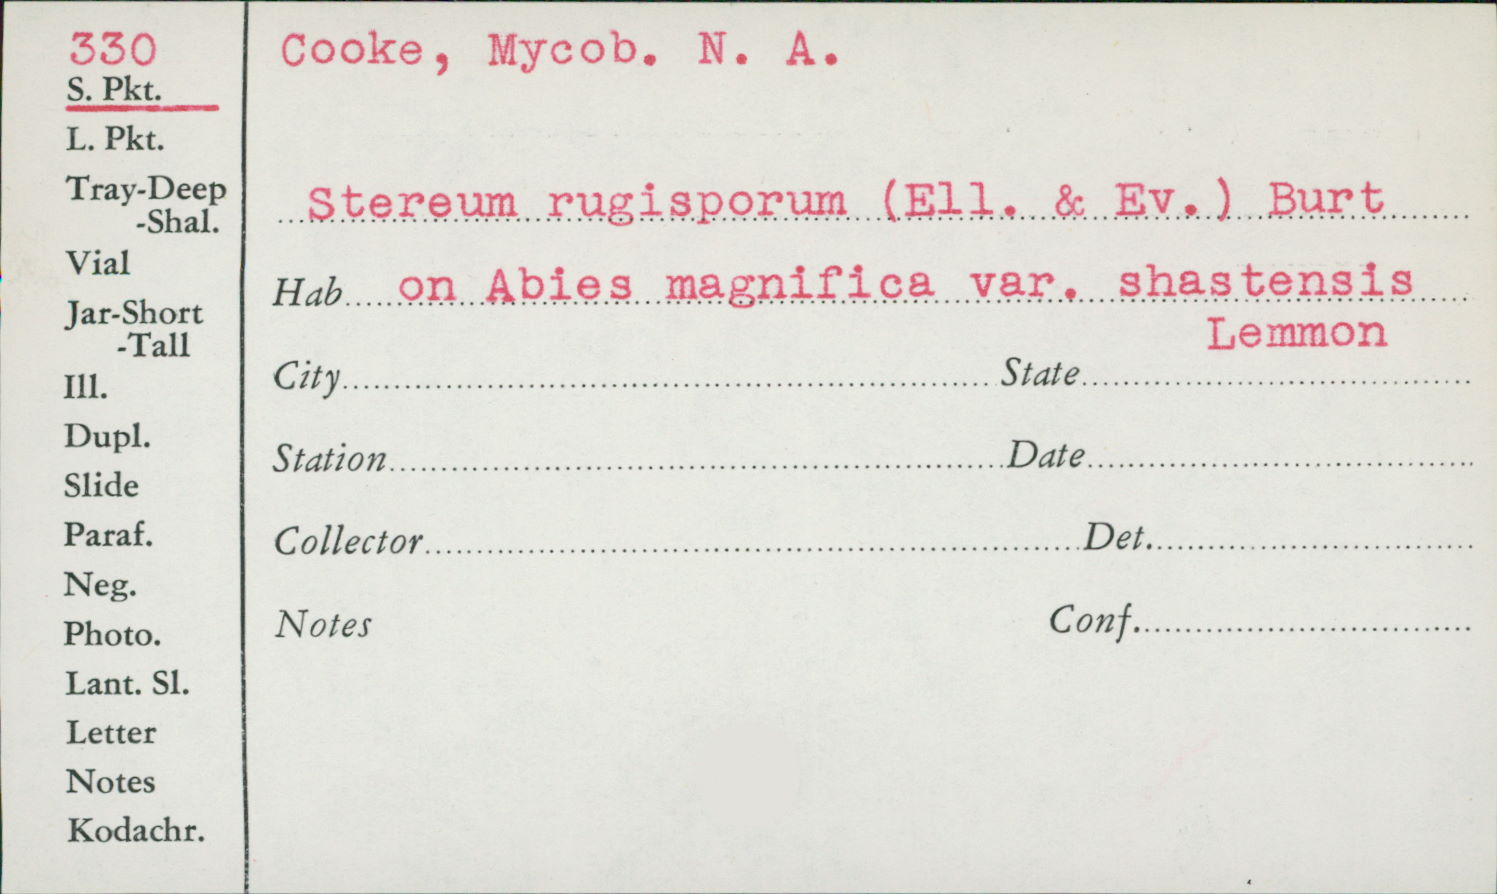 330
S. Pkt.
L. Pkt.
Tray-Deep
-Shal.
Vial
Jar-Short
-Tall
Ill.
Dupl.
Slide
Paraf.
Neg.
Photo.
Lant. Sl.
Letter
Notes
Kodachr.
Cooke, Mycob. N. A.
Stereum rugisporum (Ell. & Ev.) Burt
Hab on Abies magnifica var. shastensis
Lemmon
City State
Station Date
Collector Det.
Notes Conf.